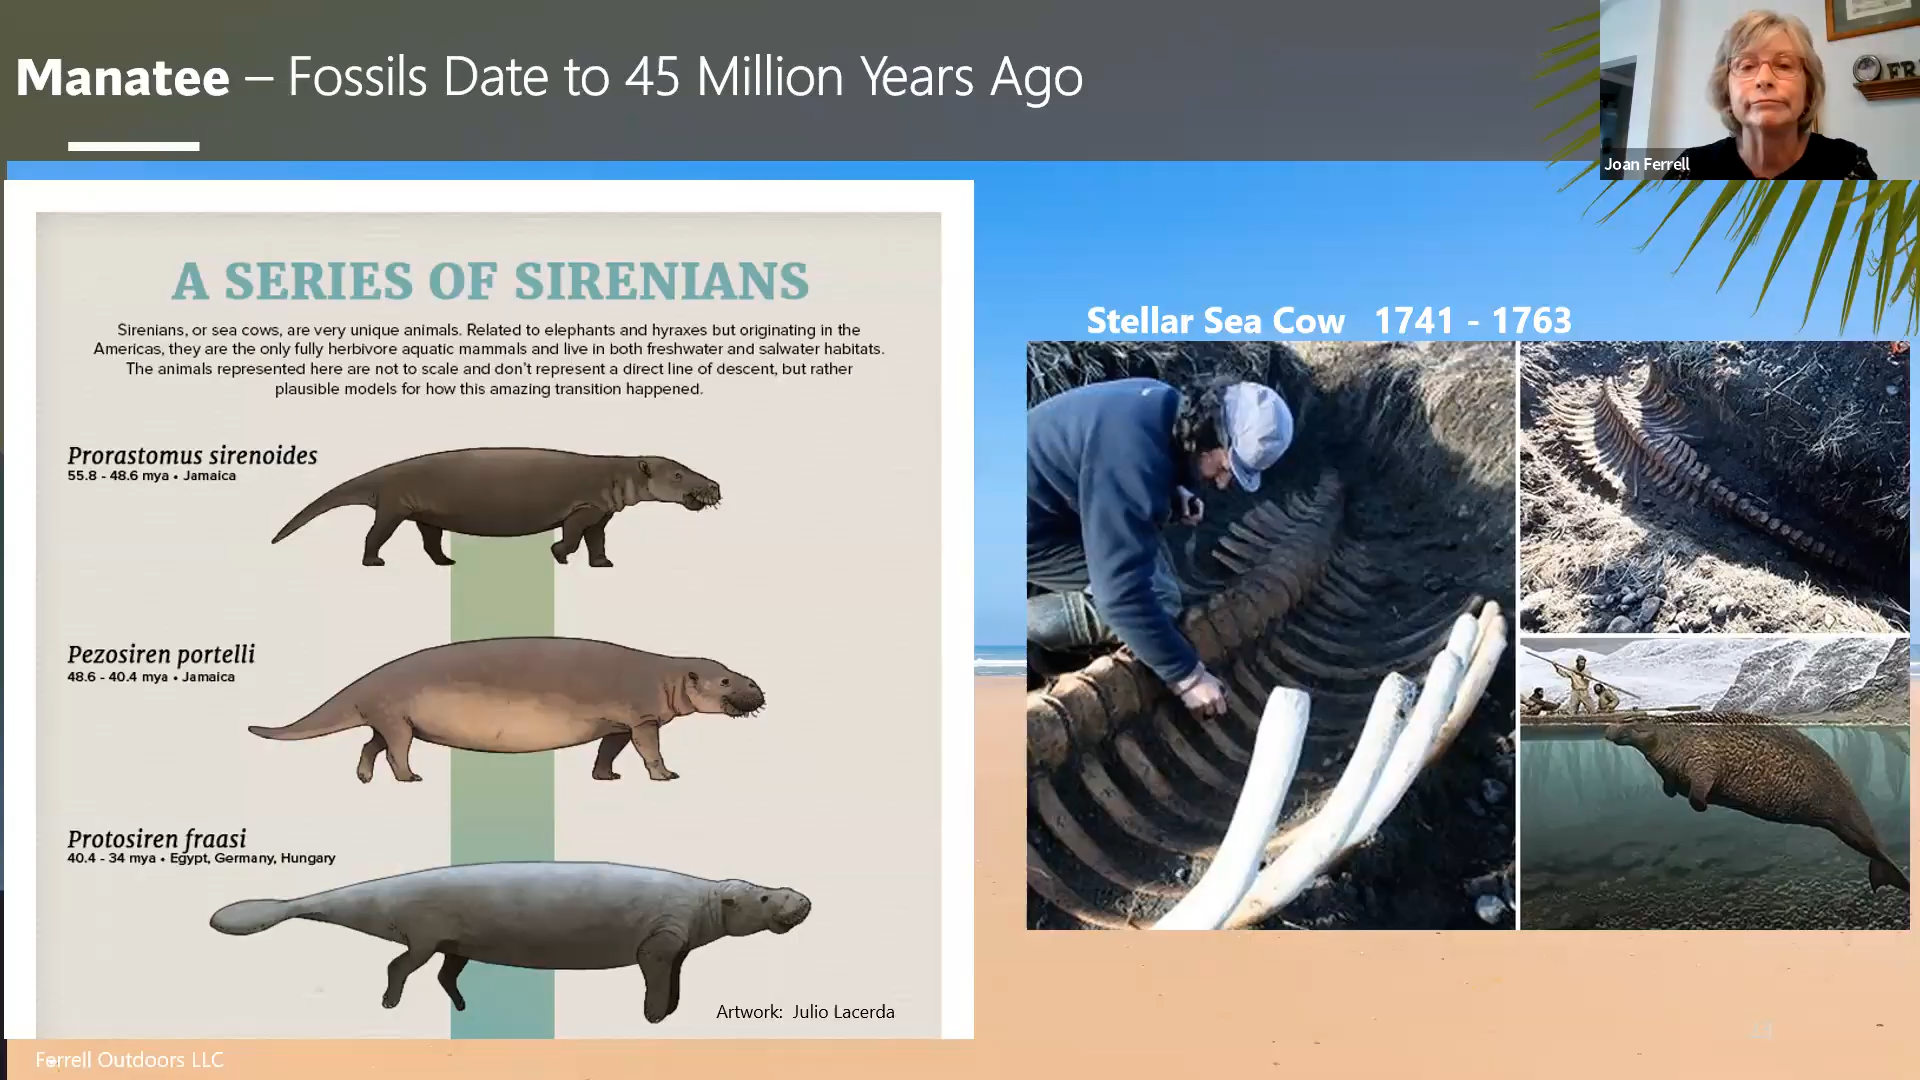 Manatee – Fossils Date to 45 Million Years Ago
FR
Joan Ferrell
A SERIES OF SIRENIANS
Sirenians, or sea cows, are very unique animals. Related to elephants and hyraxes but originating in the
Americas, they are the only fully herbivore aquatic mammals and live in both freshwater and salwater habitats.
The animals represented here are not to scale and don't represent a direct line of descent, but rather
plausible models for how this amazing transition happened.
Prorastomus sirenoides
55.8 - 48.6 mya • Jamaica
Pezosiren portelli
48.6 - 40.4 mya • Jamaica
Protosiren fraasi
40.4 - 34 mya • Egypt, Germany, Hungary
Artwork: Julio Lacerda
Stellar Sea Cow 1741 - 1763
Ferrell Outdoors LLC